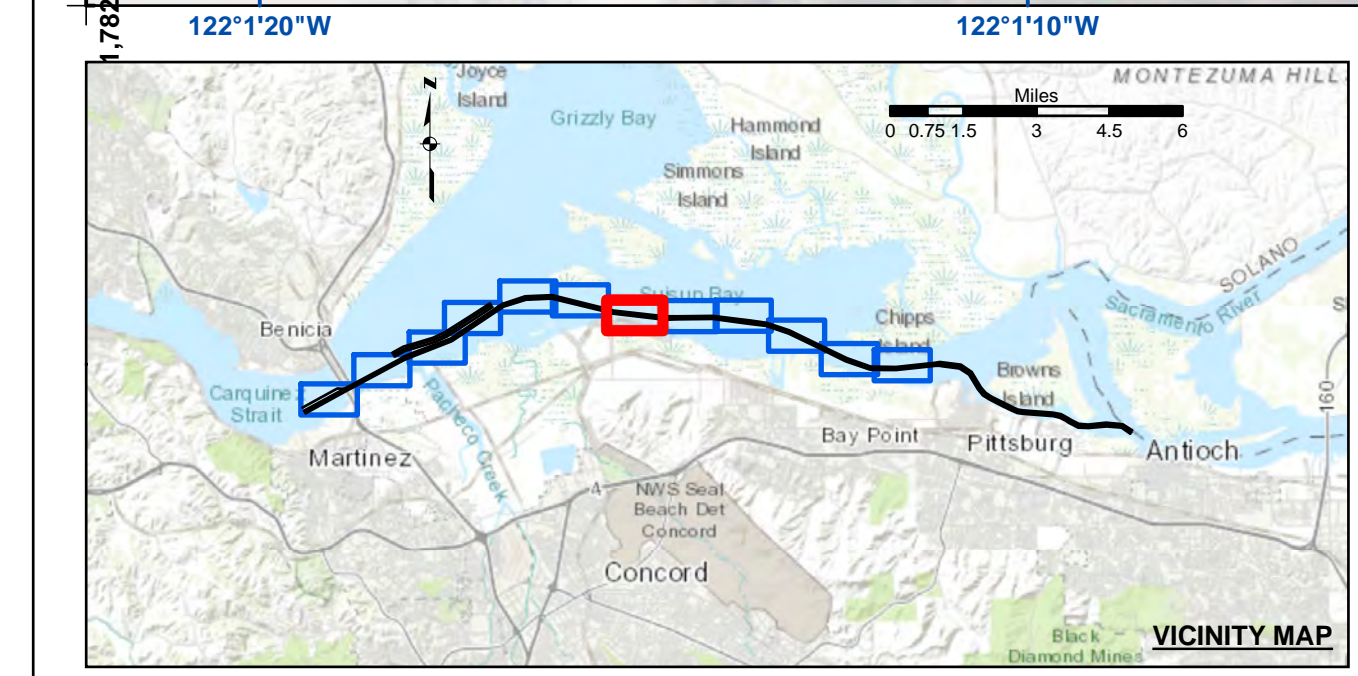 1,782
122°1'20"W
122°1'10"W
Joyce
Island
N
Grizzly Bay
Hammond
Island
Simmons
Island
MONTEZUMA HILL
Miles
0 0.75 1.5 3 4.5 6
SOLANO
Sacramento River
Suisun Bay
Benicia
Chipps
Island
Carquinez
Strait
Browns
Island
160
Pacheco Creek
Martinez
Bay Point
Pittsburg
Antioch
4
NWS Seal
Beach Det
Concord
Concord
Black
Diamond Mines
VICINITY MAP